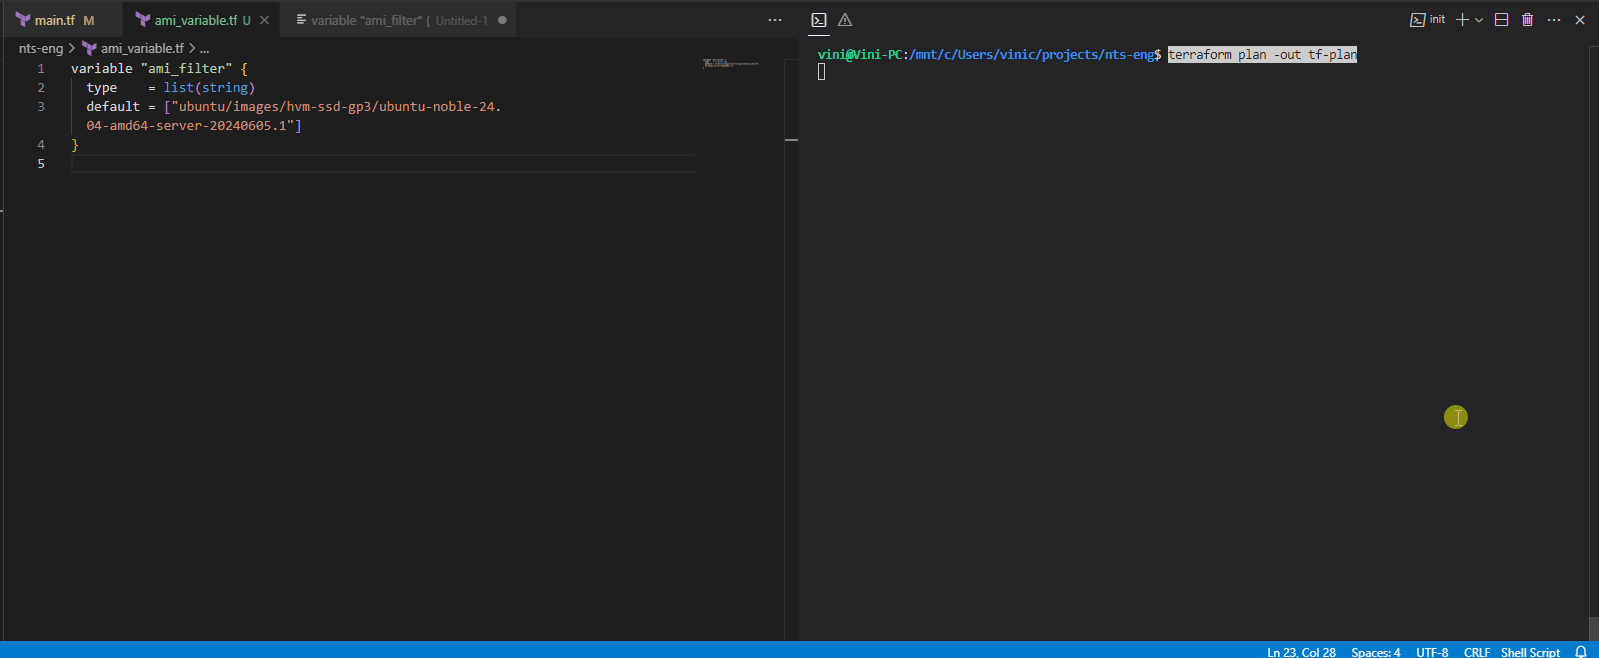 main.tf M
ami_variable.tf U
variable "ami_filter" { Untitled-1
init
nts-eng > ami_variable.tf > ...
1 variable "ami_filter" {
2 type = list(string)
3 default = ["ubuntu/images/hvm-ssd-gp3/ubuntu-noble-24.
04-amd64-server-20240605.1"]
4 }
5
vini@Vini-PC:/mnt/c/Users/vinic/projects/nts-eng$ terraform plan -out tf-plan
Ln 23, Col 28 Spaces: 4 UTF-8 CRLF Shell Script